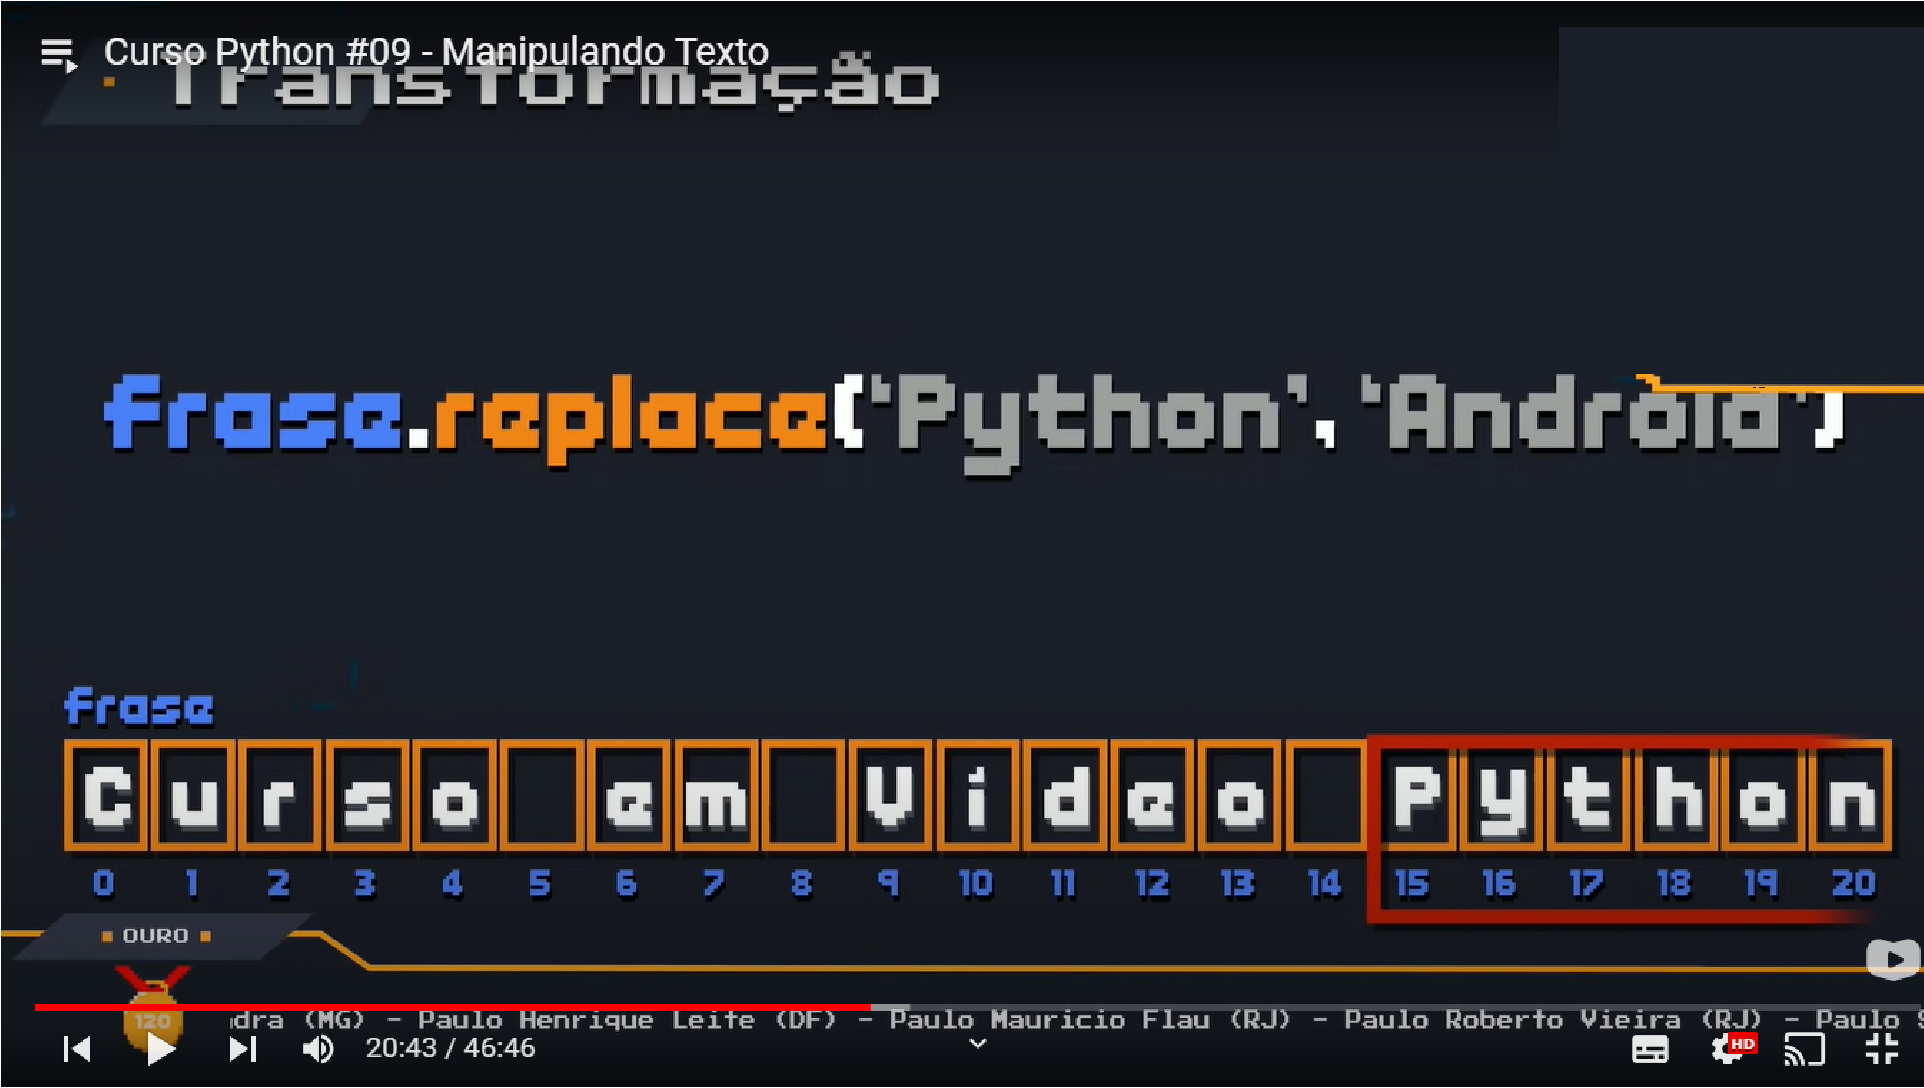 Curso Python #09 - Manipulando Texto
Transformação
frase.replace(‘Python’, ‘Android’)
frase
C u r s o e m V í d e o P y t h o n
0 1 2 3 4 5 6 7 8 9 10 11 12 13 14 15 16 17 18 19 20
OURO
120
dra (MG) - Paulo Henrique Leite (DF) - Paulo Mauricio Flau (RJ) - Paulo Roberto Vieira (RJ) - Paulo
20:43 / 46:46
HD